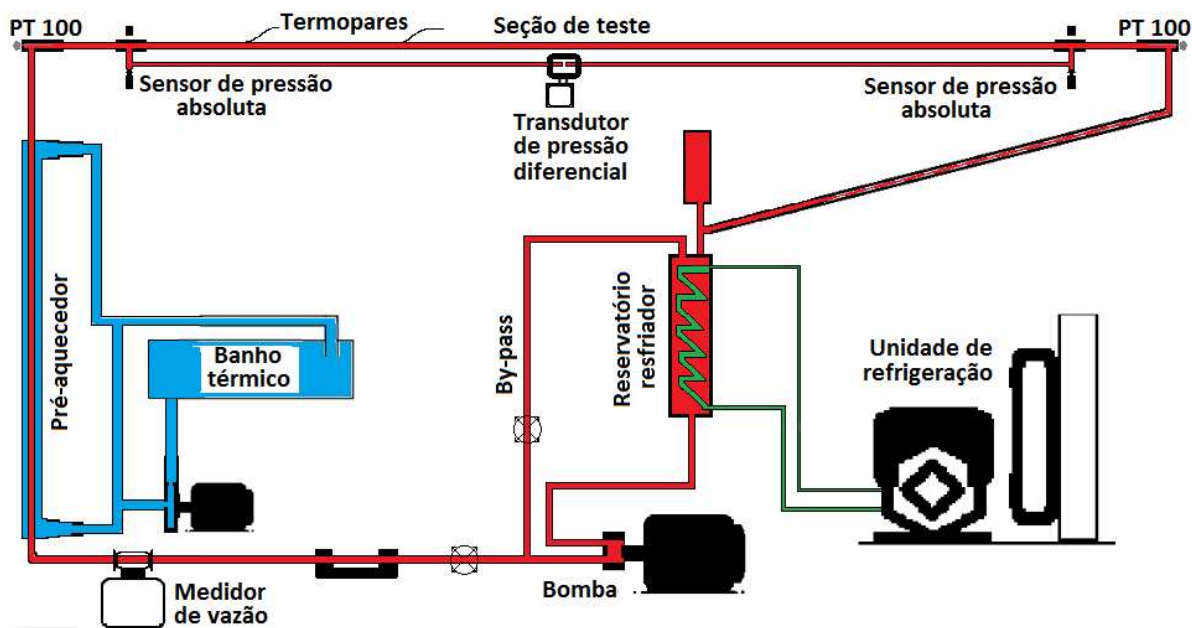 PT 100
Termopares
Seção de teste
PT 100
Sensor de pressão
absoluta
Transdutor
de pressão
diferencial
Sensor de pressão
absoluta
Pré-aquecedor
Banho
térmico
By-pass
Reservatório
resfriador
Unidade de
refrigeração
Medidor
de vazão
Bomba